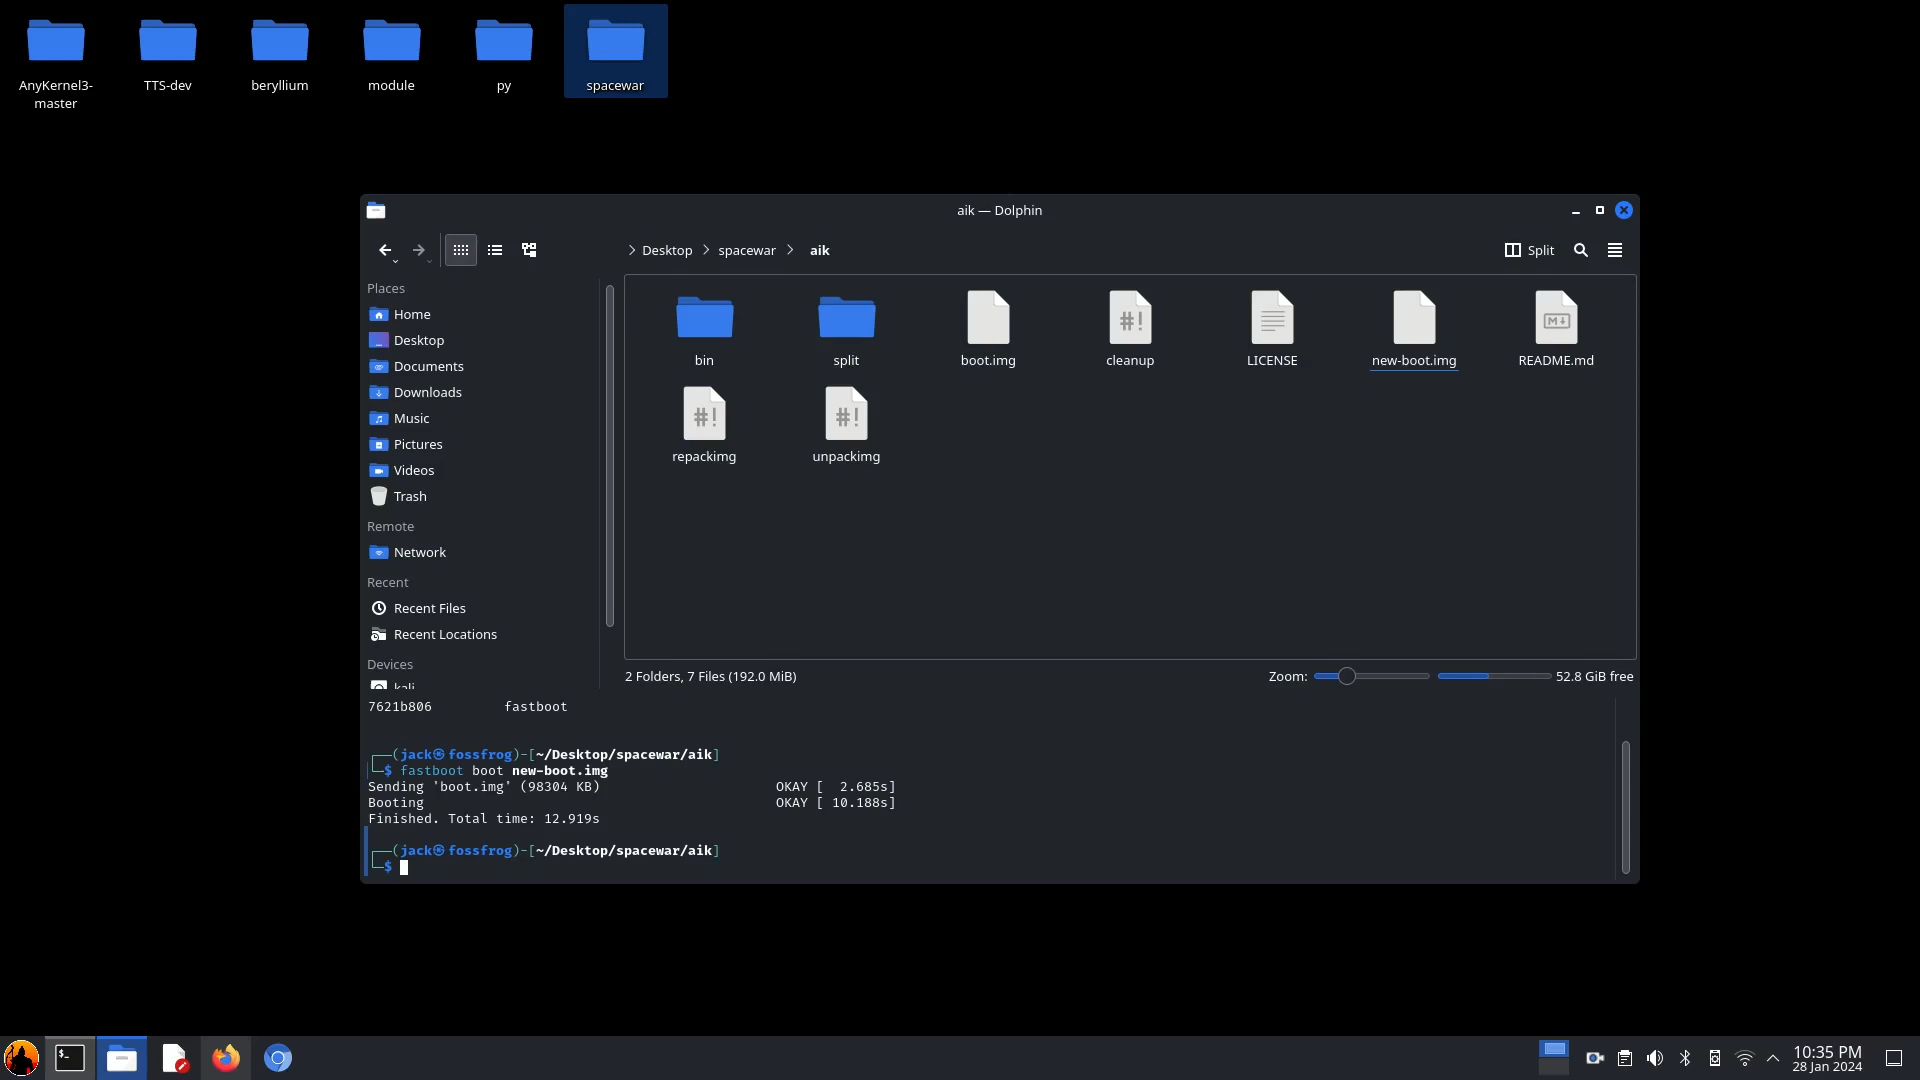 AnyKernel3-
master
TTS-dev
beryllium
module
py
spacewar
aik — Dolphin
Desktop
spacewar
aik
Split
Places
Home
Desktop
Documents
Downloads
Music
Pictures
Videos
Trash
Remote
Network
Recent
Recent Files
Recent Locations
Devices
kali
bin
split
boot.img
cleanup
LICENSE
new-boot.img
README.md
repackimg
unpackimg
2 Folders, 7 Files (192.0 MiB)
Zoom:
52.8 GiB free
7621b806 fastboot
(jack㉿fossfrog)-[~/Desktop/spacewar/aik]
$ fastboot boot new-boot.img
Sending 'boot.img' (98304 KB) OKAY [ 2.685s]
Booting OKAY [ 10.188s]
Finished. Total time: 12.919s
(jack㉿fossfrog)-[~/Desktop/spacewar/aik]
$
10:35 PM
28 Jan 2024